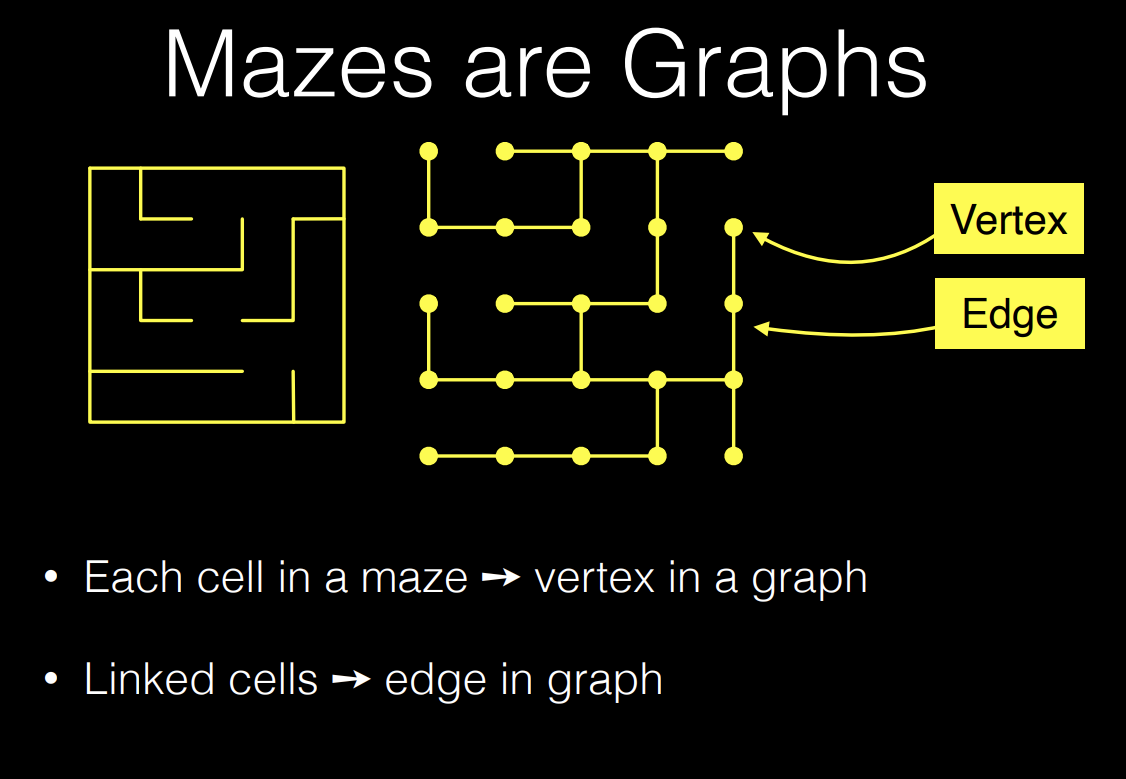 Mazes are Graphs
Vertex
Edge
• Each cell in a maze ➙ vertex in a graph
• Linked cells ➙ edge in graph